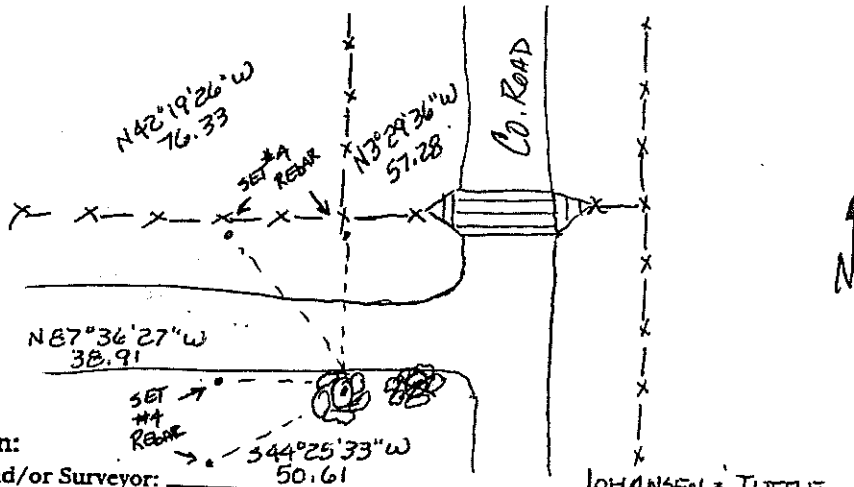 N42°19'26"W
76.33
SET #4
REBAR
N3°29'36"W
57.28
CO. ROAD
N
N87°36'27"W
38.91
SET
#4
REBAR
S44°25'33"W
50.61
n:
d/or Surveyor:
JOHANSEN & TUTTLE